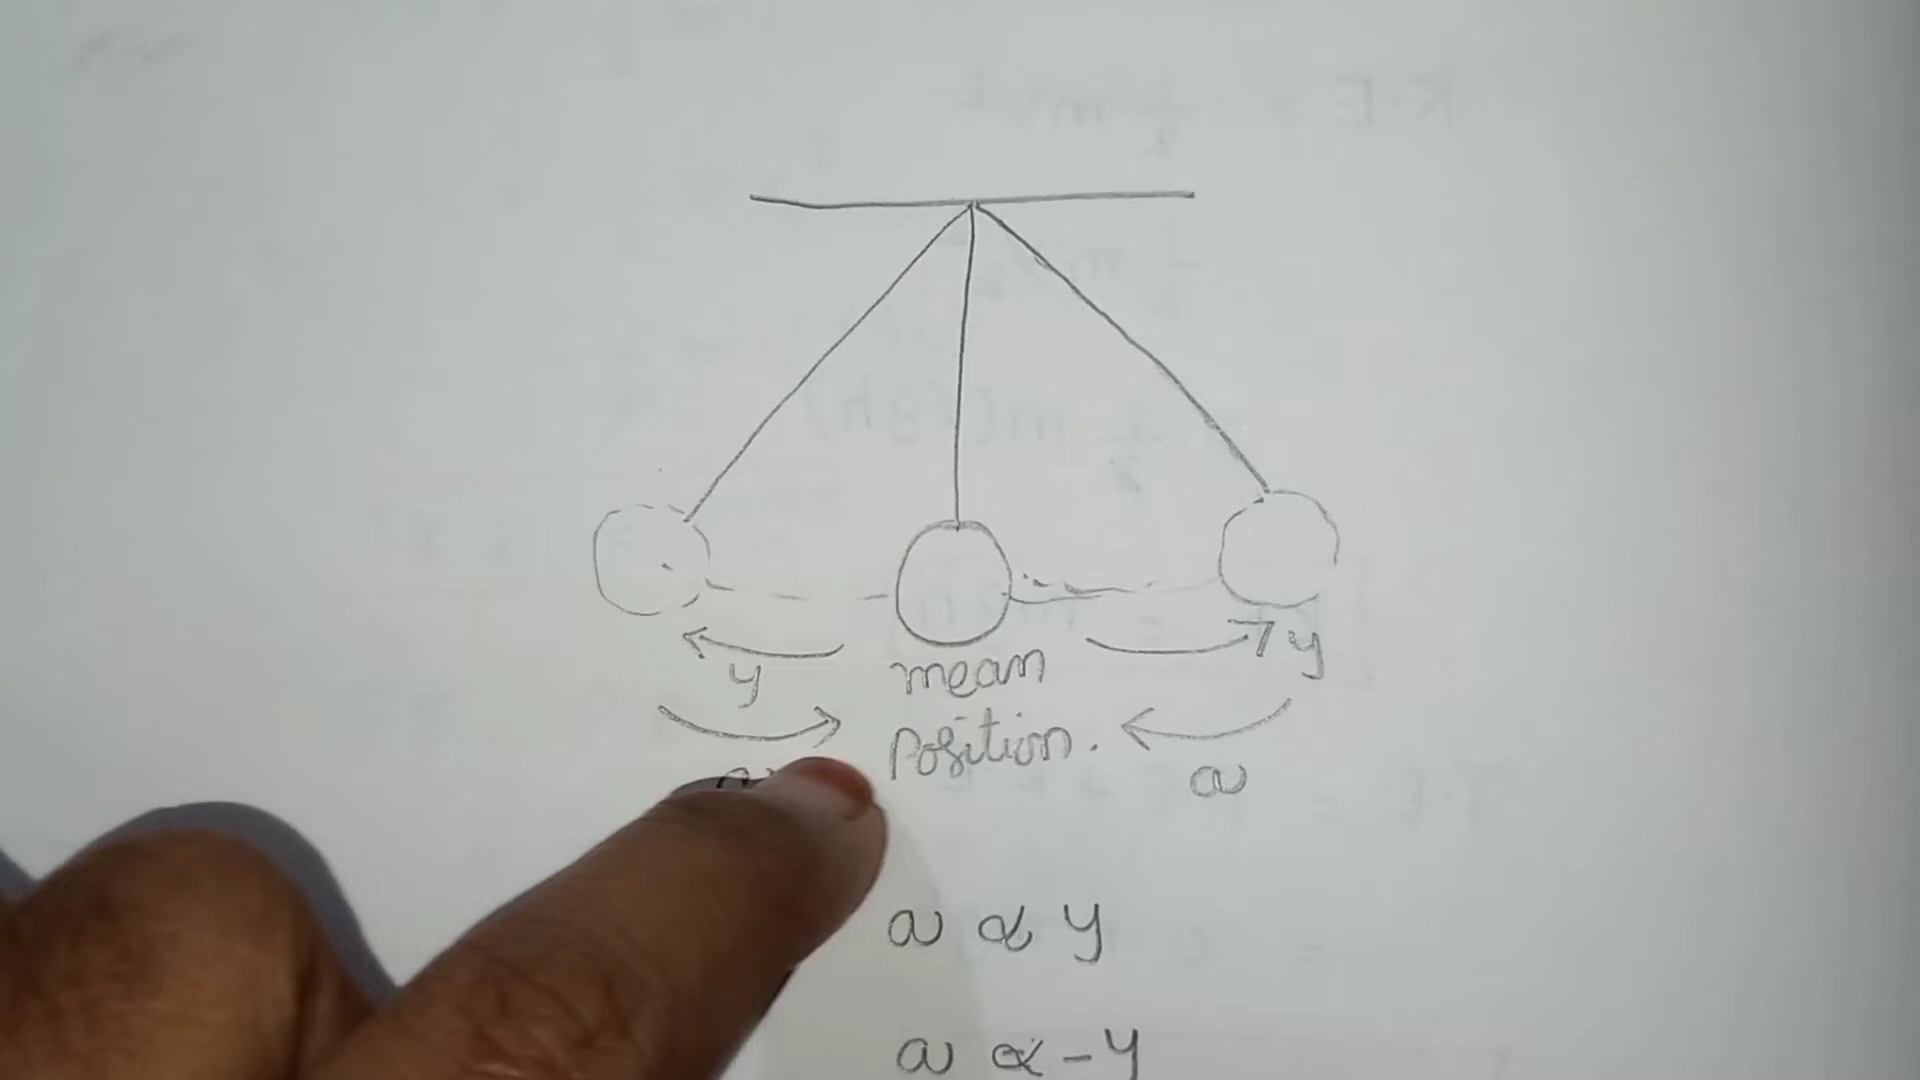 y mean y
position.
a a
a ∝ y
a ∝ -y